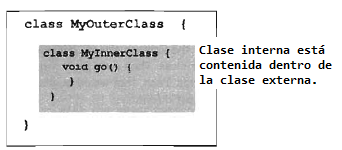 class MyOuterClass {
class MyInnerClass {
void go() {
}
}
}
Clase interna está
contenida dentro de
la clase externa.